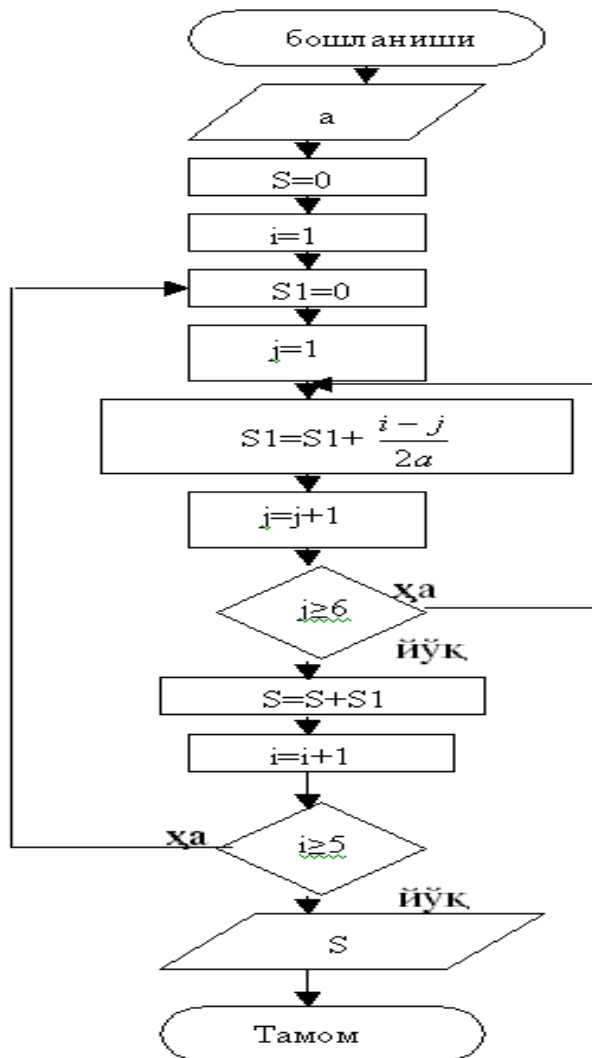 бошланиши
а
S=0
i=1
S1=0
j=1
S1=S1+ \frac{i-j}{2a}
j=j+1
j≥6
ҳа
йўқ
S=S+S1
i=i+1
i≥5
ҳа
йўқ
S
Тамом